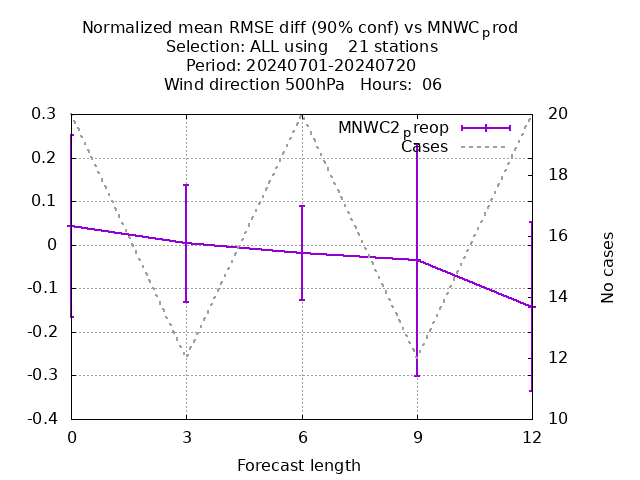 Normalized mean RMSE diff (90% conf) vs MNWCprod
Selection: ALL using 21 stations
Period: 20240701-20240720
Wind direction 500hPa Hours: 06
0.3
0.2
0.1
0
-0.1
-0.2
-0.3
-0.4
20
18
16
14
12
10
MNWC2preop
Cases
No cases
0 3 6 9 12
Forecast length